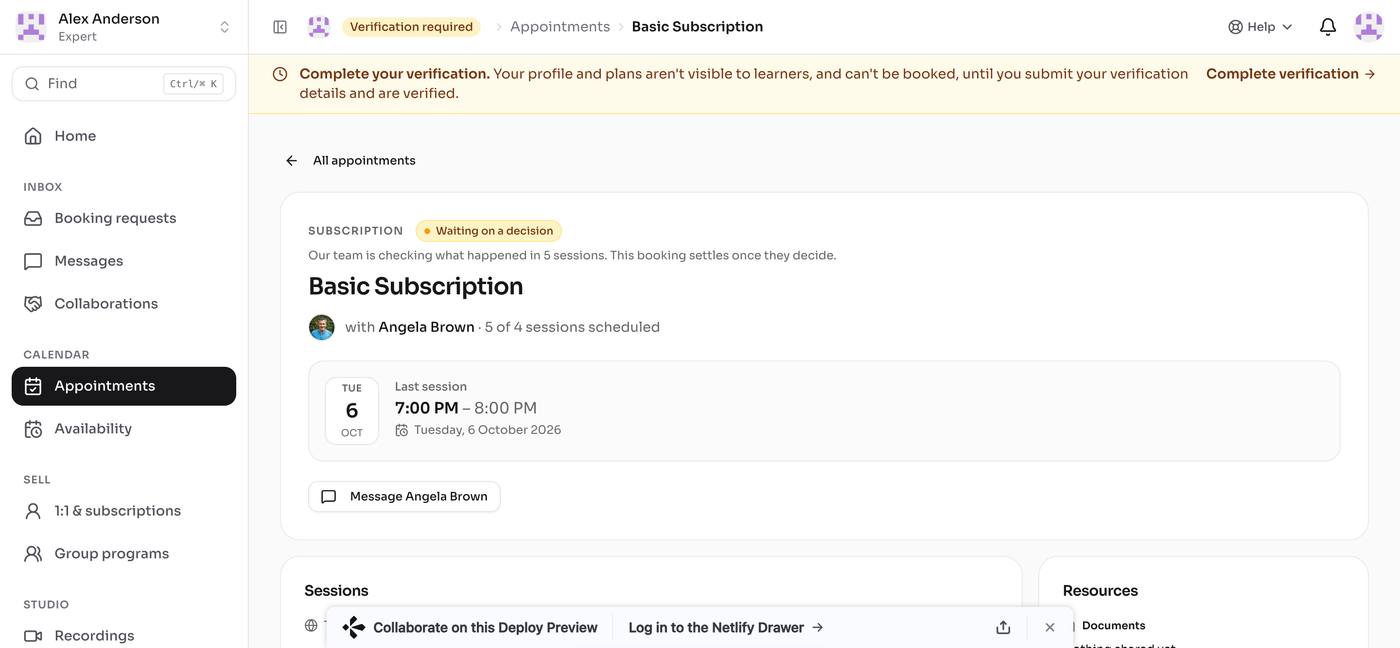 Alex Anderson
Expert
Find
Ctrl/⌘ K
Home
INBOX
Booking requests
Messages
Collaborations
CALENDAR
Appointments
Availability
SELL
1:1 & subscriptions
Group programs
STUDIO
Recordings
Verification required
Appointments
Basic Subscription
Help
Complete your verification. Your profile and plans aren't visible to learners, and can't be booked, until you submit your verification
details and are verified.
Complete verification →
All appointments
SUBSCRIPTION
Waiting on a decision
Our team is checking what happened in 5 sessions. This booking settles once they decide.
Basic Subscription
with Angela Brown · 5 of 4 sessions scheduled
TUE
6
OCT
Last session
7:00 PM – 8:00 PM
Tuesday, 6 October 2026
Message Angela Brown
Sessions
Resources
Documents
Collaborate on this Deploy Preview
Log in to the Netlify Drawer →